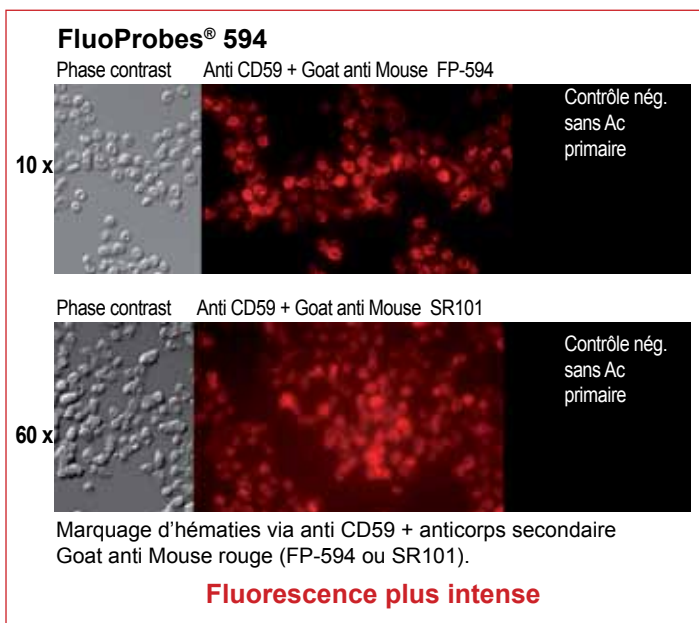 FluoProbes® 594
Phase contrast Anti CD59 + Goat anti Mouse FP-594
10 x
Contrôle nég.
sans Ac
primaire
Phase contrast Anti CD59 + Goat anti Mouse SR101
60 x
Contrôle nég.
sans Ac
primaire
Marquage d'hématies via anti CD59 + anticorps secondaire
Goat anti Mouse rouge (FP-594 ou SR101).
Fluorescence plus intense